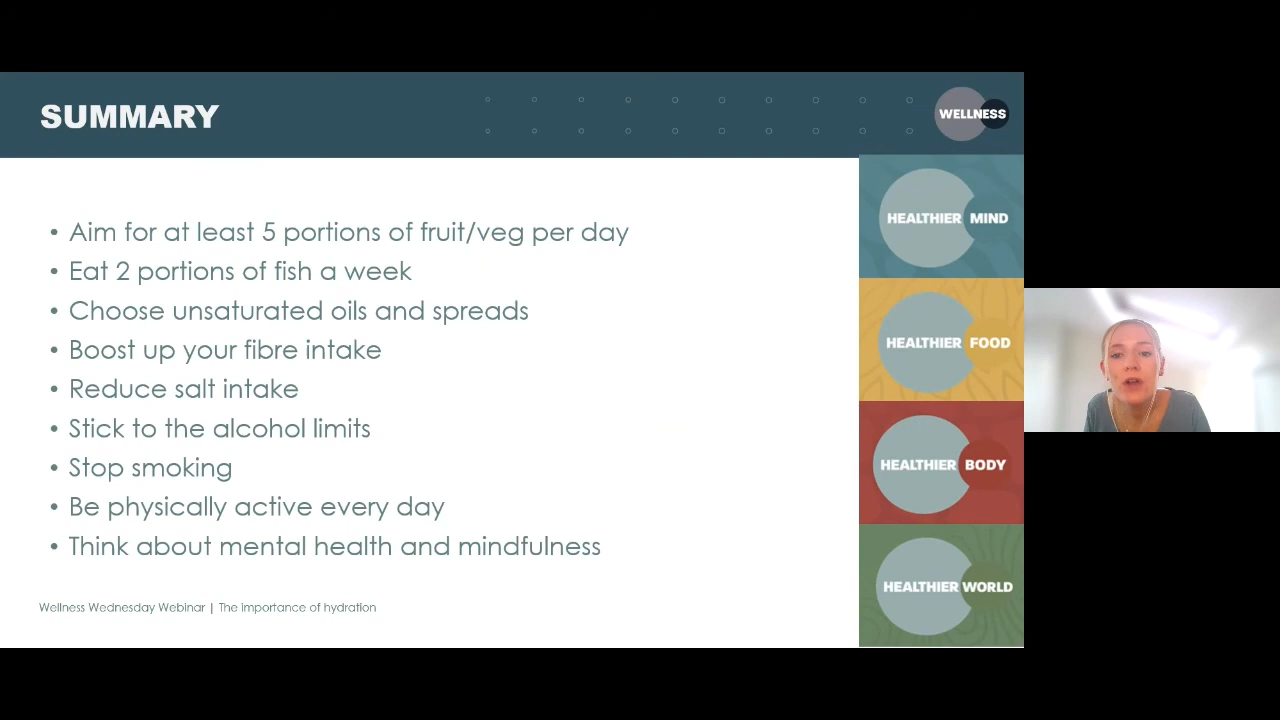 SUMMARY
WELLNESS
• Aim for at least 5 portions of fruit/veg per day
• Eat 2 portions of fish a week
• Choose unsaturated oils and spreads
• Boost up your fibre intake
• Reduce salt intake
• Stick to the alcohol limits
• Stop smoking
• Be physically active every day
• Think about mental health and mindfulness
Wellness Wednesday Webinar | The importance of hydration
HEALTHIER MIND
HEALTHIER FOOD
HEALTHIER BODY
HEALTHIER WORLD